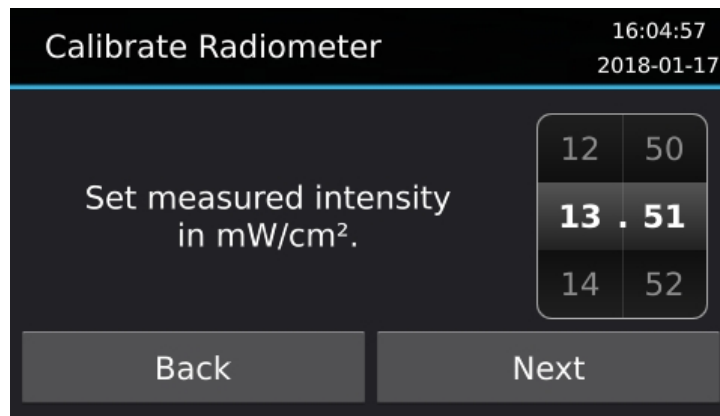 Calibrate Radiometer
16:04:57
2018-01-17
Set measured intensity
in mW/cm².
12 50
13 . 51
14 52
Back
Next